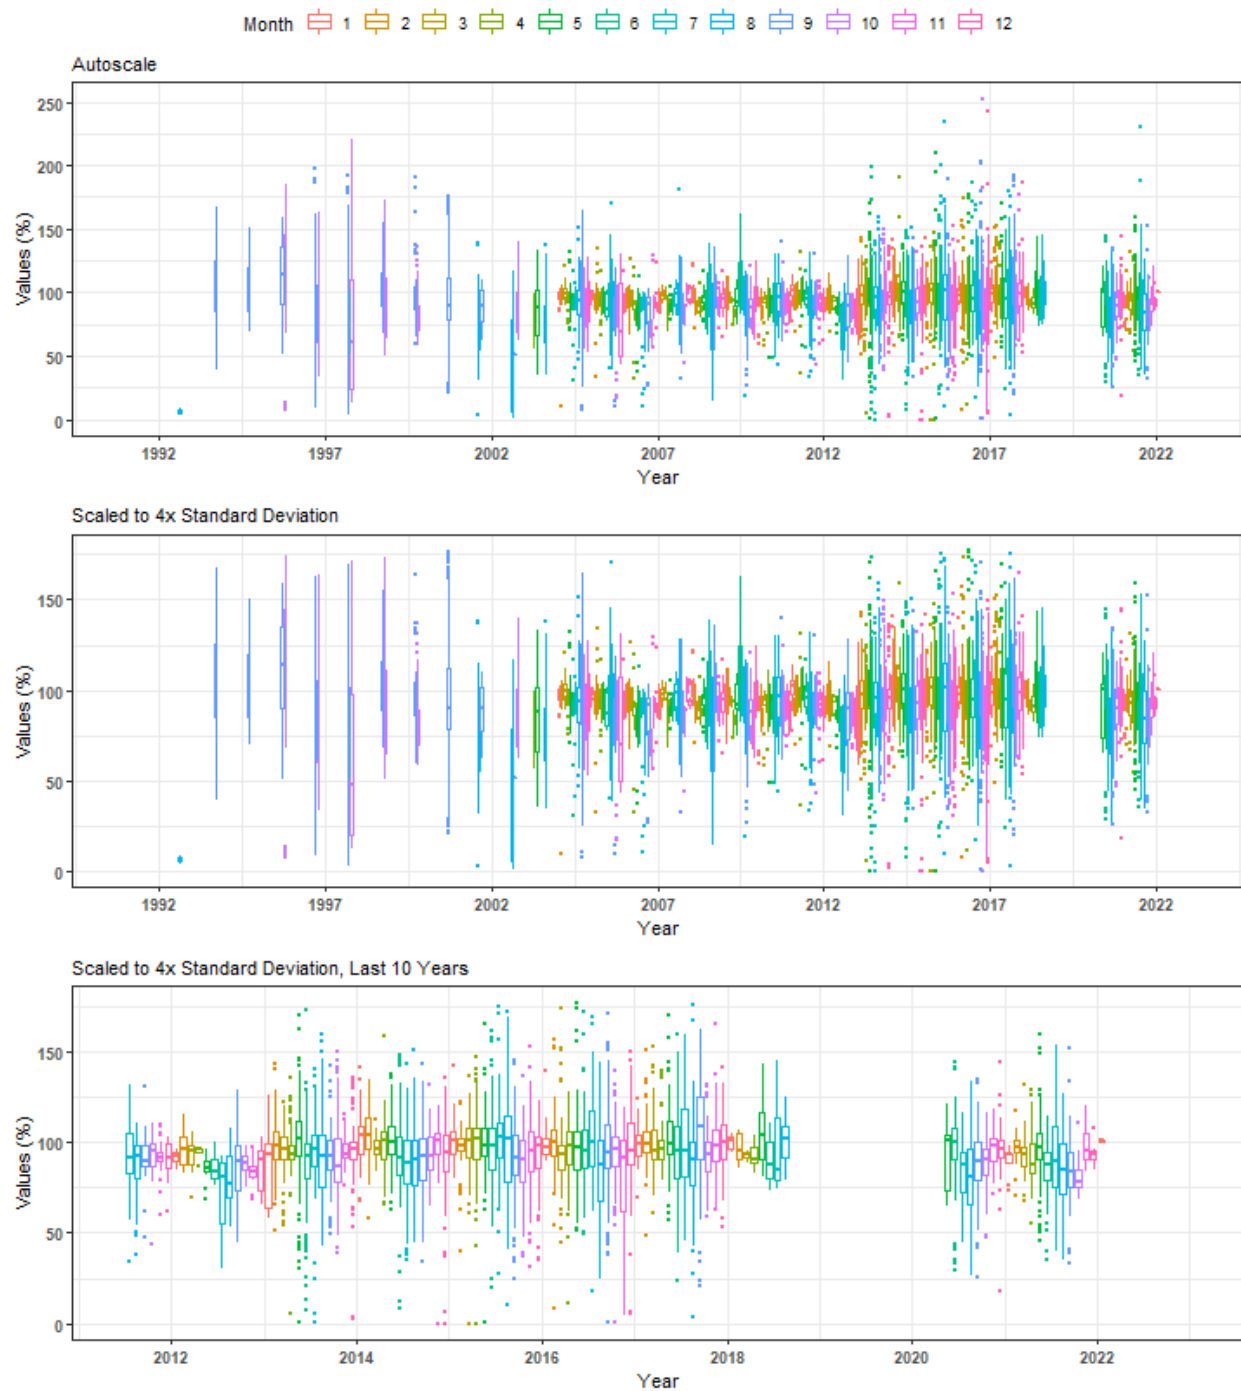 Month 1 2 3 4 5 6 7 8 9 10 11 12
Autoscale
250
200
150
100
50
0
Values (%)
1992 1997 2002 2007 2012 2017 2022
Year
Scaled to 4x Standard Deviation
150
100
50
0
Values (%)
1992 1997 2002 2007 2012 2017 2022
Year
Scaled to 4x Standard Deviation, Last 10 Years
150
100
50
0
Values (%)
2012 2014 2016 2018 2020 2022
Year